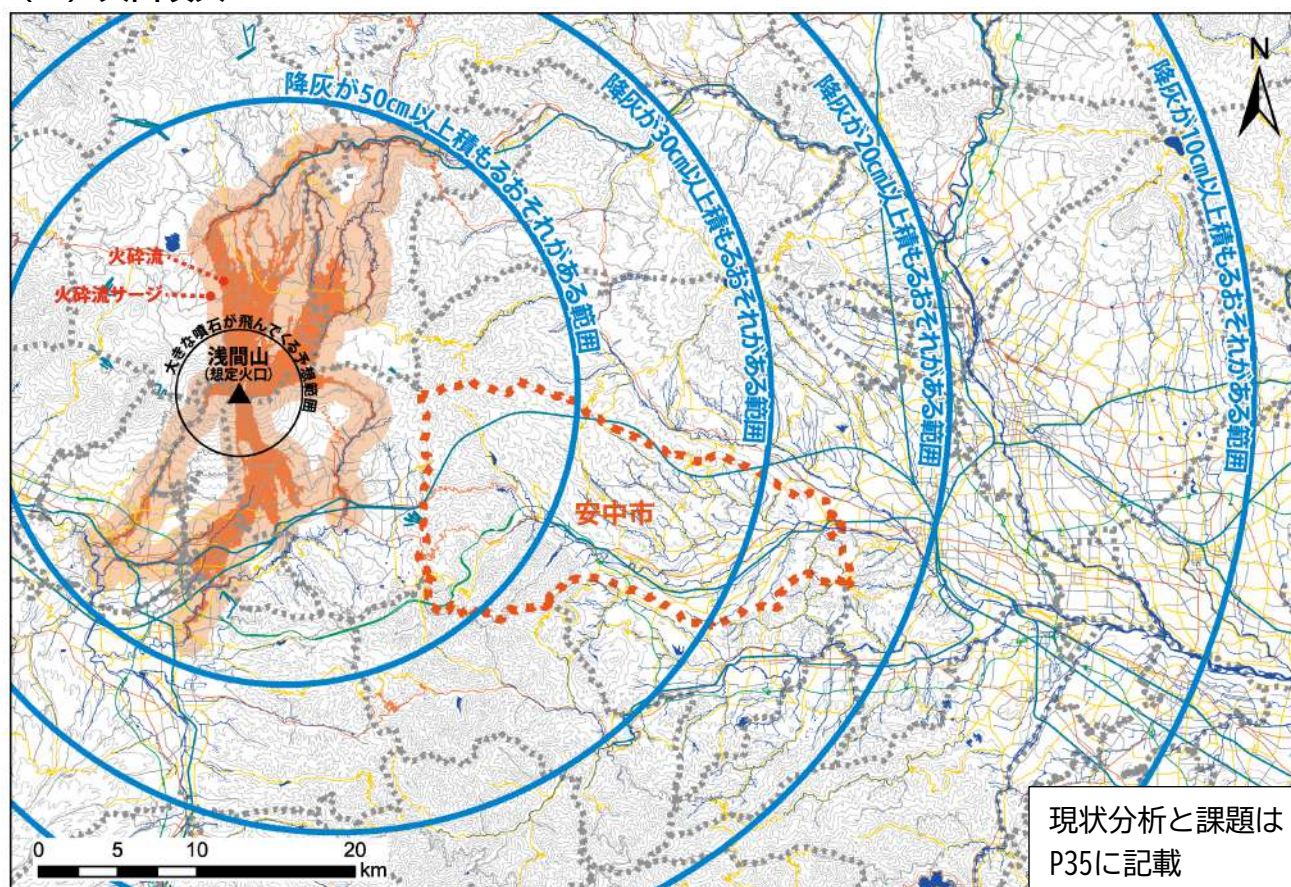 降灰が50cm以上積もるおそれがある範囲
降灰が30cm以上積もるおそれがある範囲
降灰が20cm以上積もるおそれがある範囲
降灰が10cm以上積もるおそれがある範囲
N
火砕流
火砕流サージ
大きな噴石が飛んでくる予想範囲
浅間山
(想定火口)
安中市
0 5 10 20
km
現状分析と課題は
P35に記載